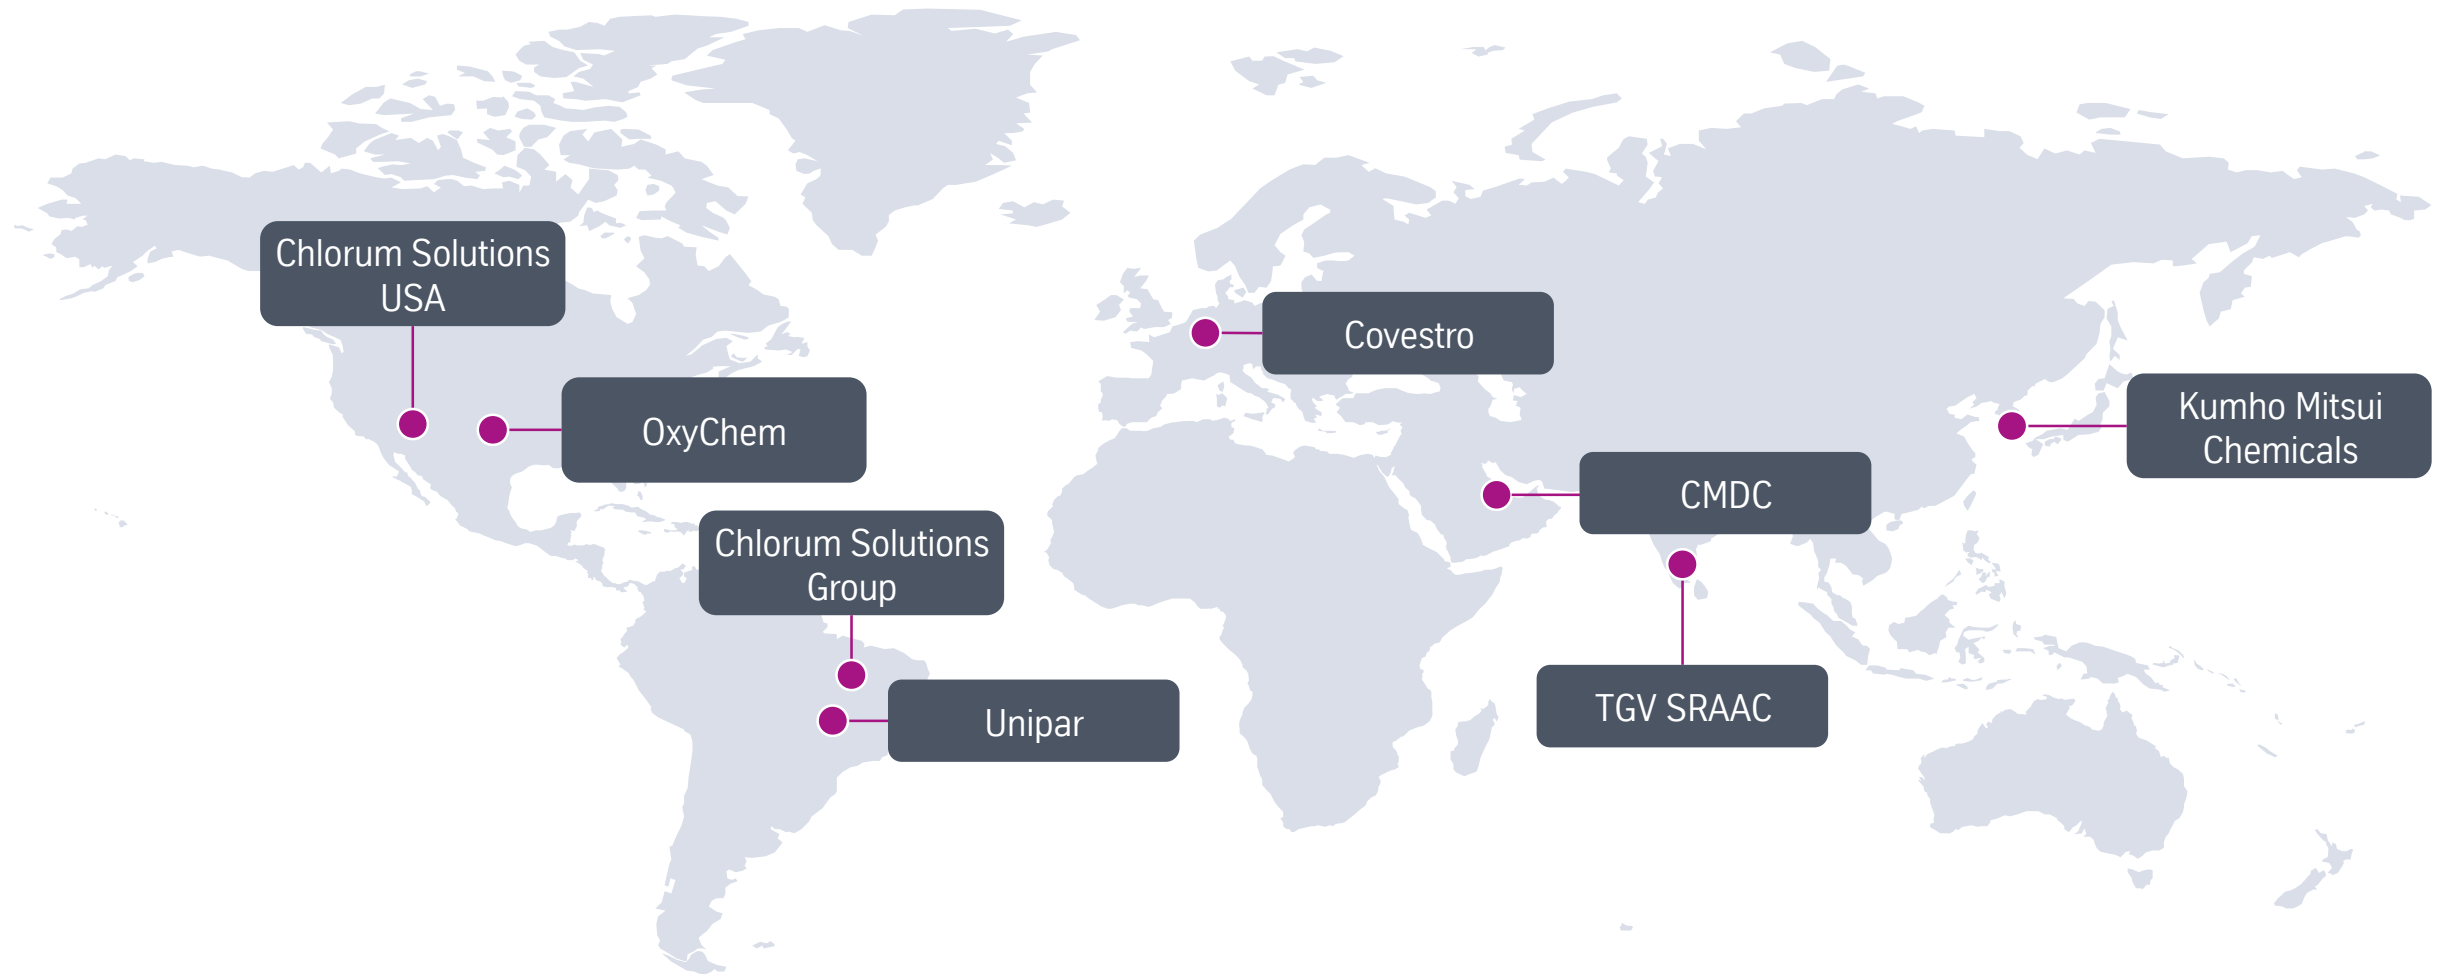 Chlorum Solutions
USA
OxyChem
Chlorum Solutions
Group
Unipar
Covestro
CMDC
TGV SRAAC
Kumho Mitsui
Chemicals